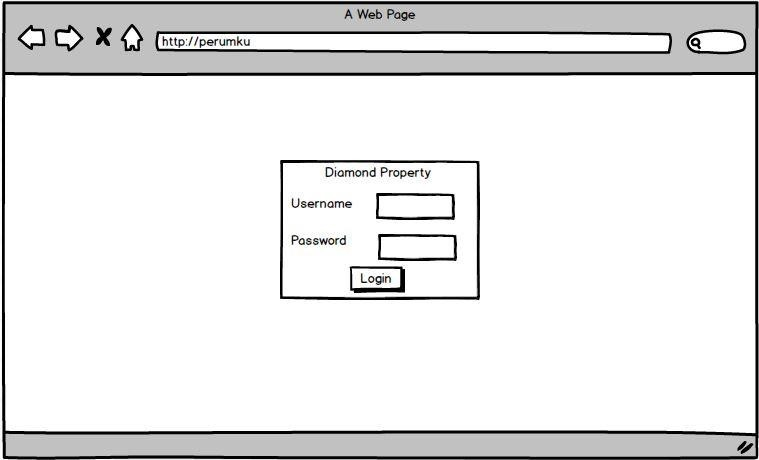 A Web Page
http://perumku
Diamond Property
Username
Password
Login